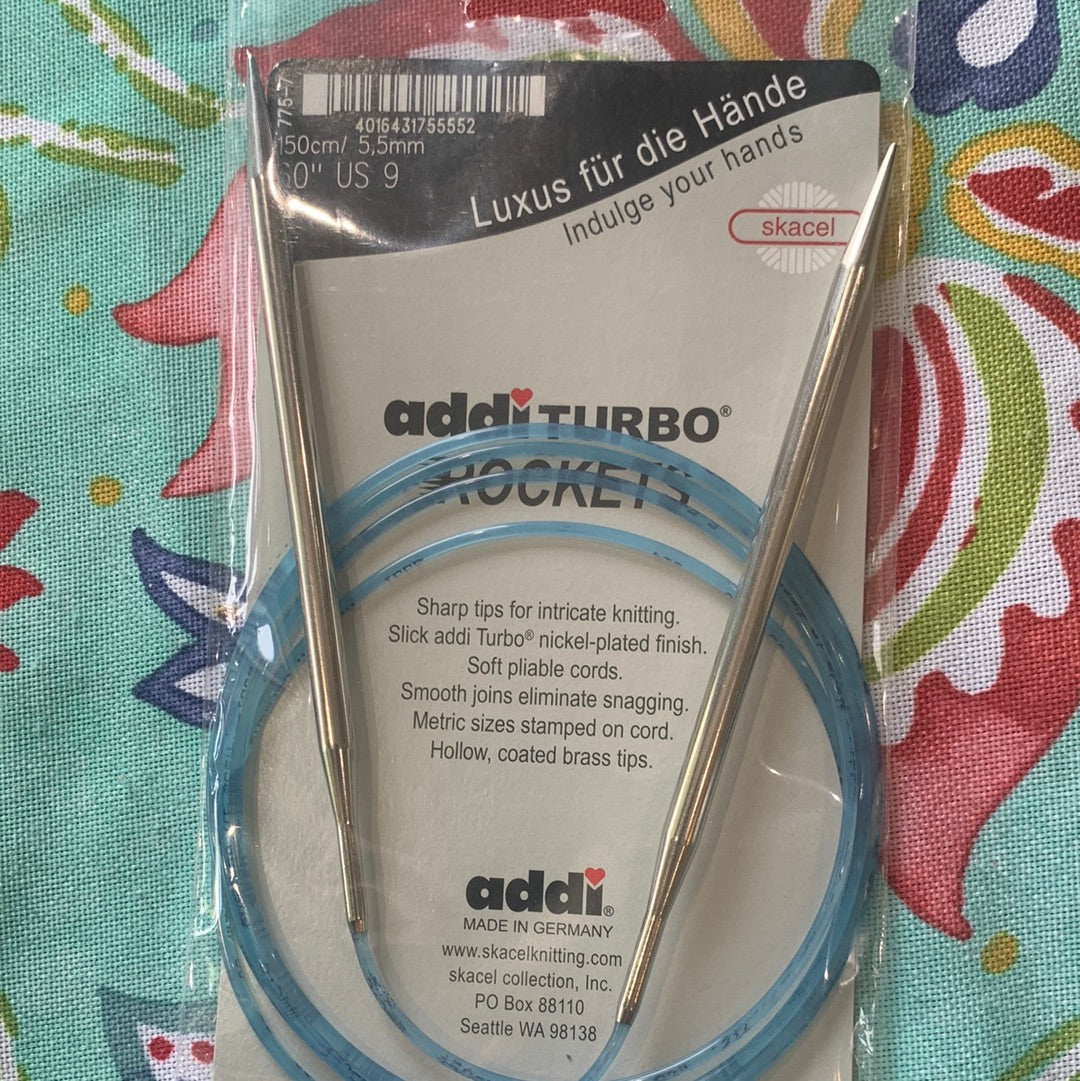 775-7
4016431755552
150cm/ 5,5mm
60" US 9
Luxus für die Hände
Indulge your hands
skacel
addi TURBO®
ROCKETS
Sharp tips for intricate knitting.
Slick addi Turbo® nickel-plated finish.
Soft pliable cords.
Smooth joins eliminate snagging.
Metric sizes stamped on cord.
Hollow, coated brass tips.
addi®
MADE IN GERMANY
www.skacelknitting.com
skacel collection, Inc.
PO Box 88110
Seattle WA 98138